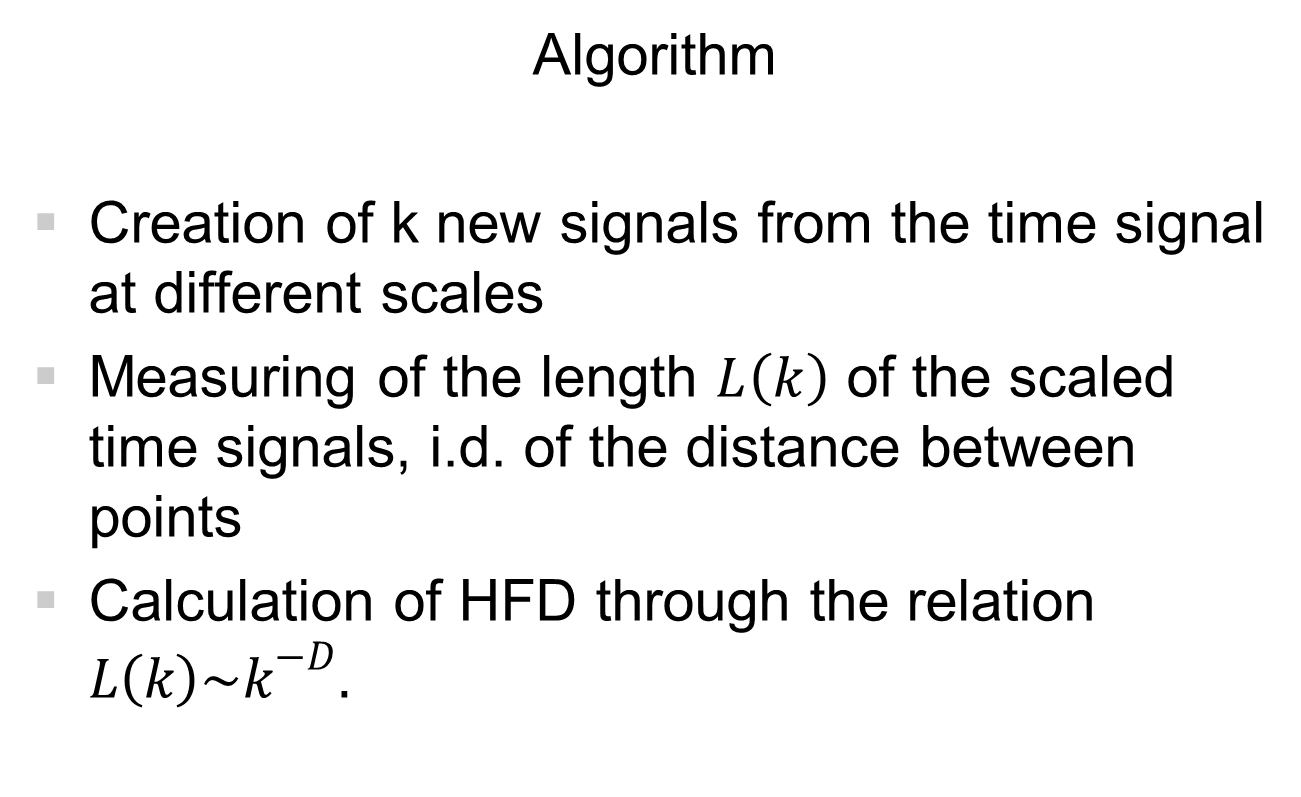 Algorithm
▪ Creation of k new signals from the time signal
at different scales
▪ Measuring of the length L(k) of the scaled
time signals, i.d. of the distance between
points
▪ Calculation of HFD through the relation
L(k)~k⁻ᴰ.